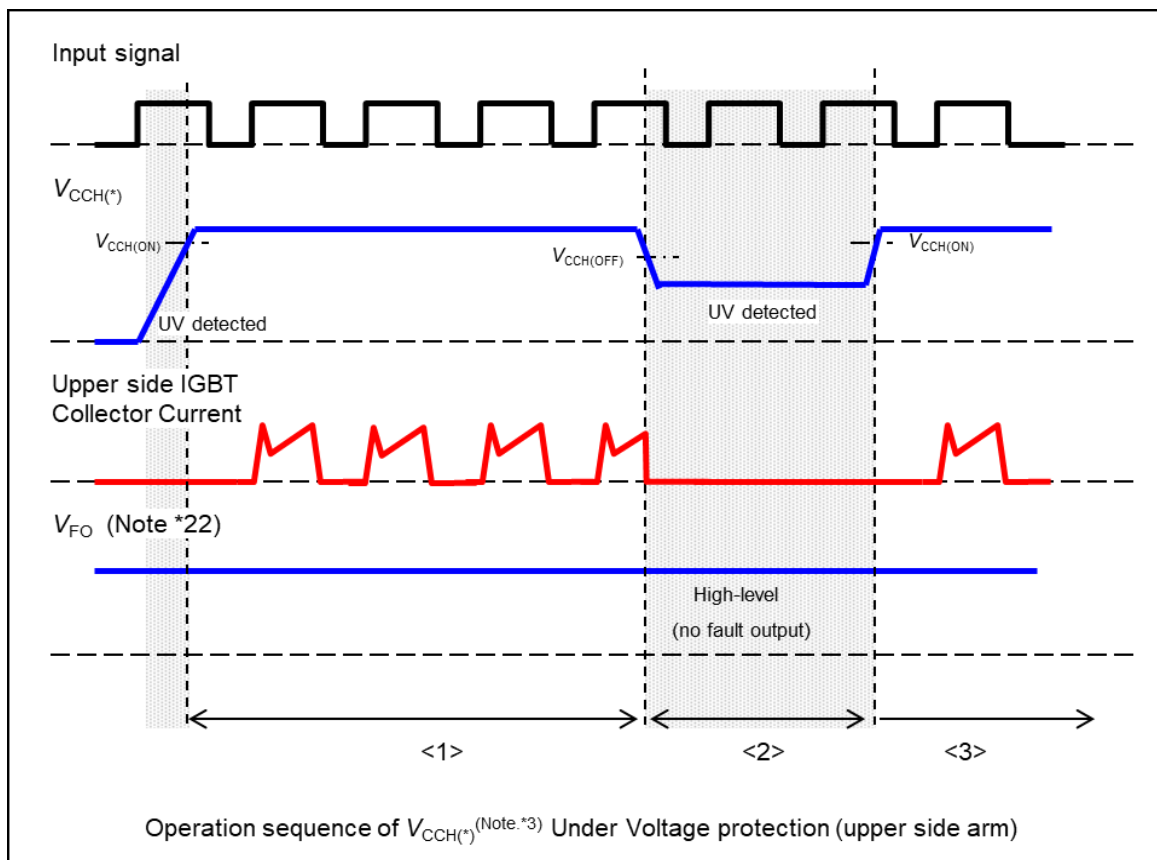 Input signal
VCCH(*)
VCCH(ON)
VCCH(OFF)
VCCH(ON)
UV detected
UV detected
Upper side IGBT
Collector Current
VFO (Note *22)
High-level
(no fault output)
<1>
<2>
<3>
Operation sequence of VCCH(*)(Note.*3) Under Voltage protection (upper side arm)